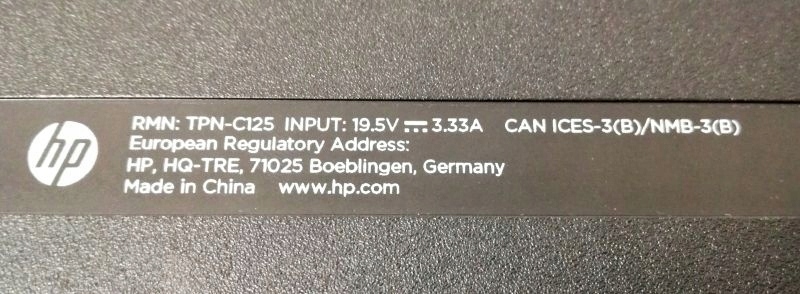 hp
RMN: TPN-C125 INPUT: 19.5V ⎓ 3.33A CAN ICES-3(B)/NMB-3(B)
European Regulatory Address:
HP, HQ-TRE, 71025 Boeblingen, Germany
Made in China www.hp.com